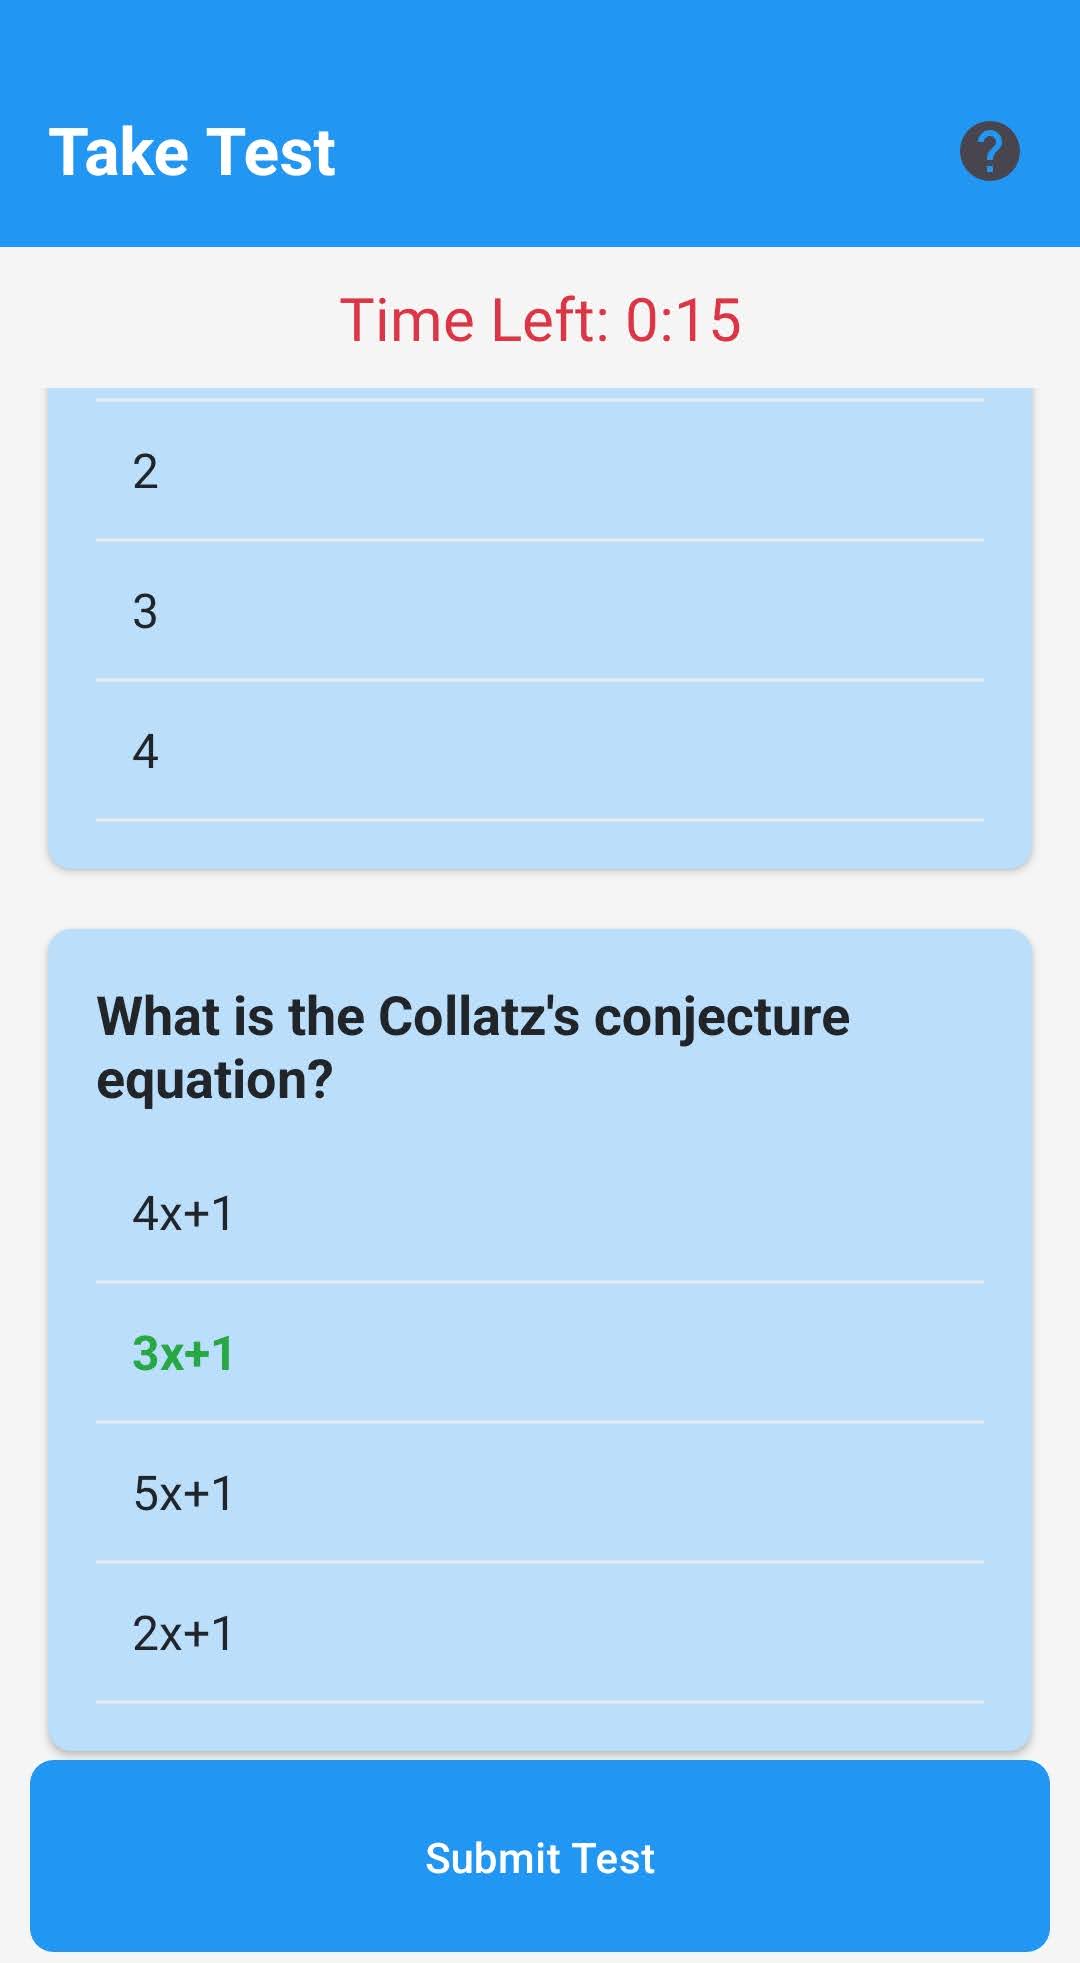 Take Test
?
Time Left: 0:15
2
3
4
What is the Collatz's conjecture
equation?
4x+1
3x+1
5x+1
2x+1
Submit Test